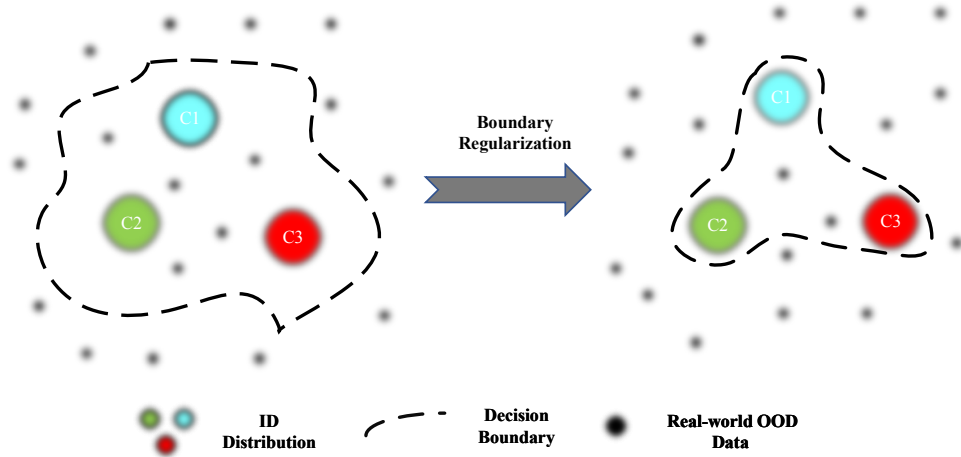 C1
C2
C3
Boundary
Regularization
C1
C2
C3
ID
Distribution
Decision
Boundary
Real-world OOD
Data